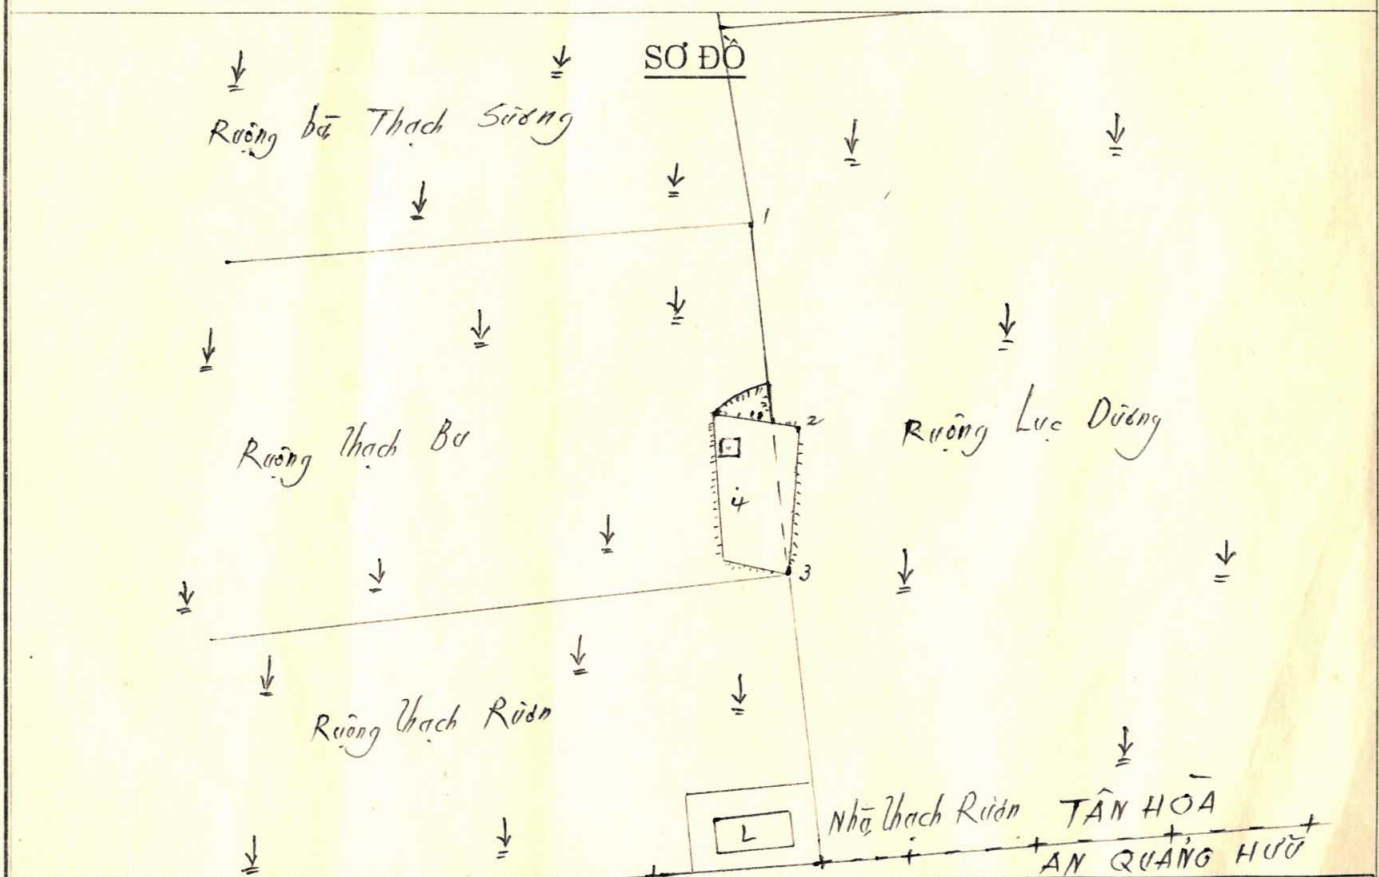 SƠ ĐỒ
Ruộng bà Thạch Sương
1
2
Ruộng Thạch Bư
Ruộng Lục Dương
4
3
Ruộng Thạch Rươn
L
Nhà Thạch Rươn
TÂN HÒA
AN QUẢNG HỮU